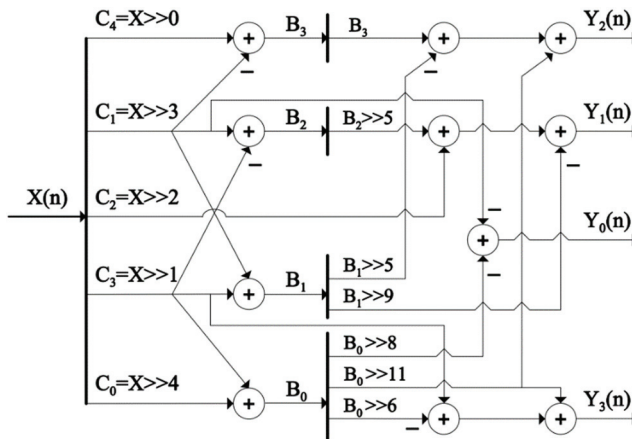 C₄=X>>0
B₃
B₃
Y₂(n)
+
+
+
−
−
C₁=X>>3
B₂
B₂>>5
Y₁(n)
+
+
+
−
−
X(n)
C₂=X>>2
−
+
Y₀(n)
−
C₃=X>>1
+
B₁
B₁>>5
B₁>>9
B₀>>8
C₀=X>>4
+
B₀
B₀>>11
B₀>>6
−
+
+
Y₃(n)